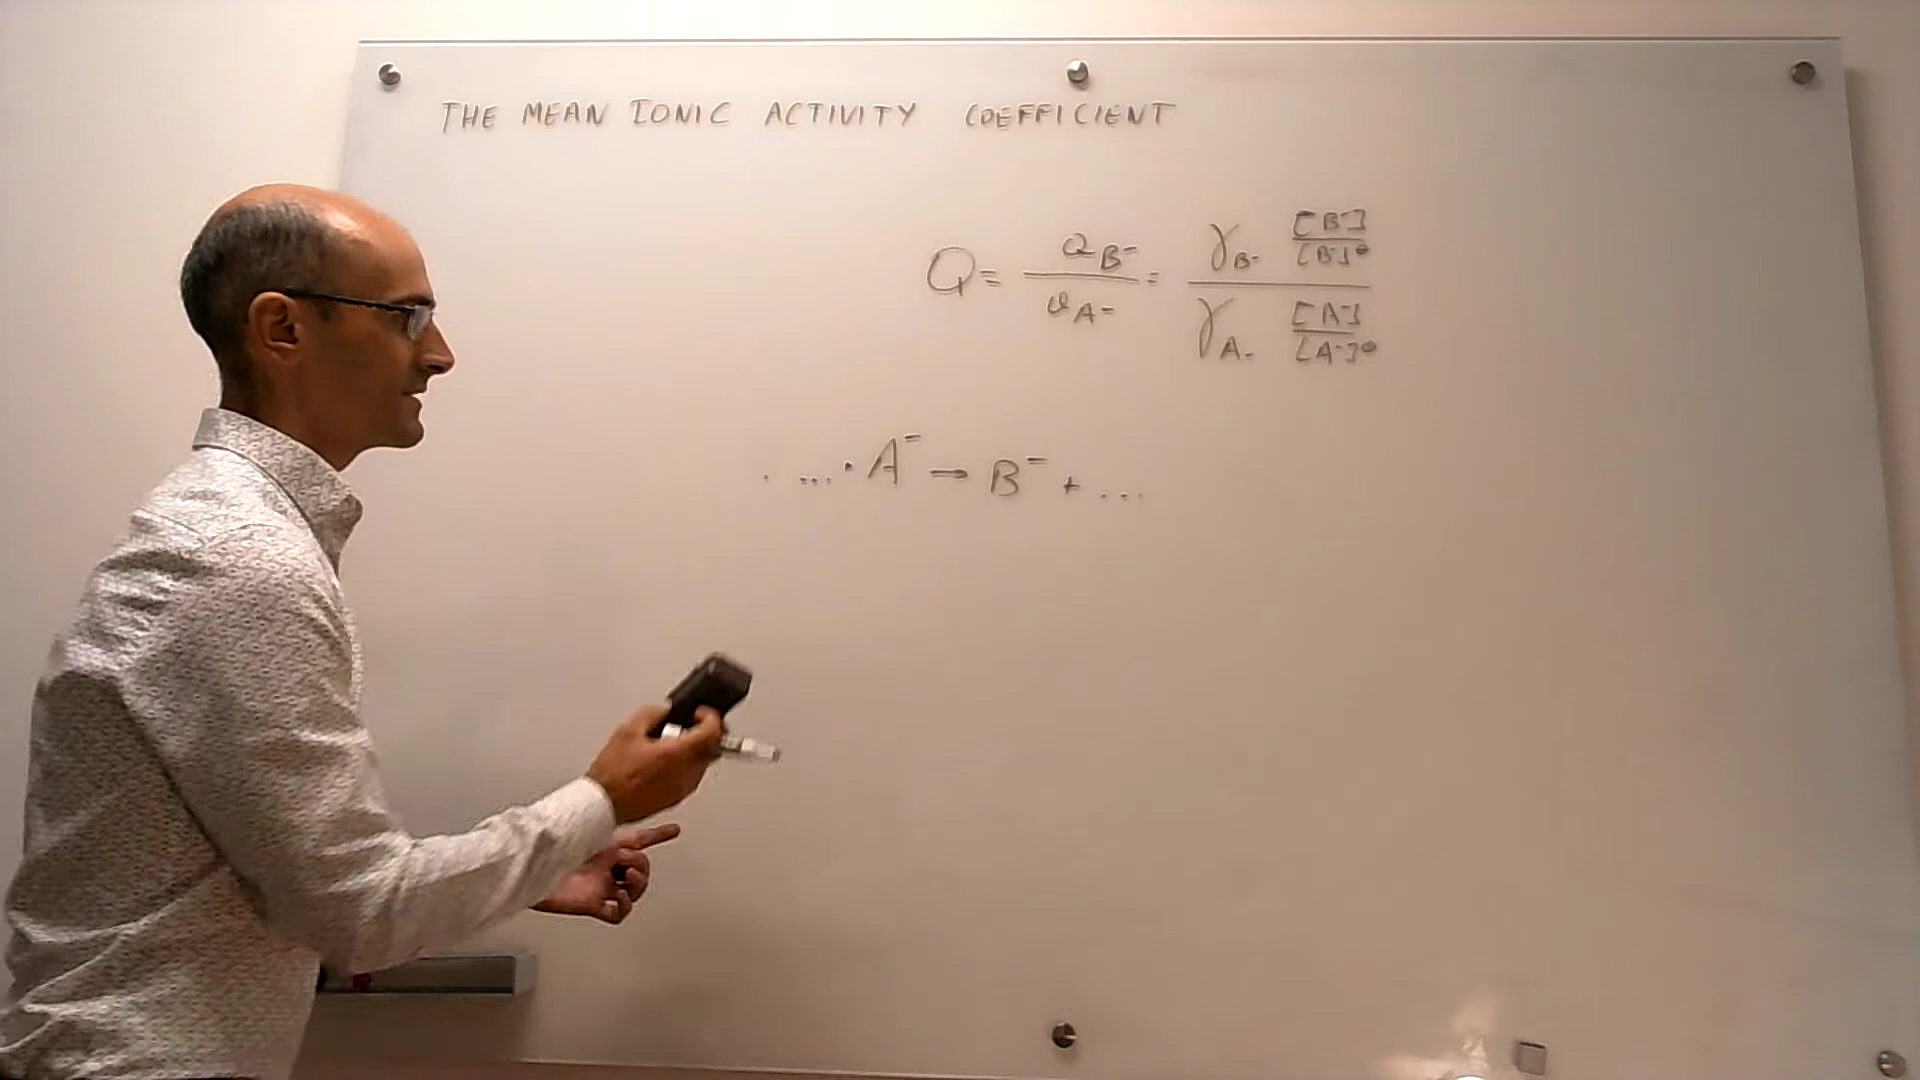 THE MEAN IONIC ACTIVITY COEFFICIENT
Q = a_B- / a_A- = γ_B- [B-]/[B-]⦵ / γ_A- [A-]/[A-]⦵
. .... A⁻ → B⁻ + ...